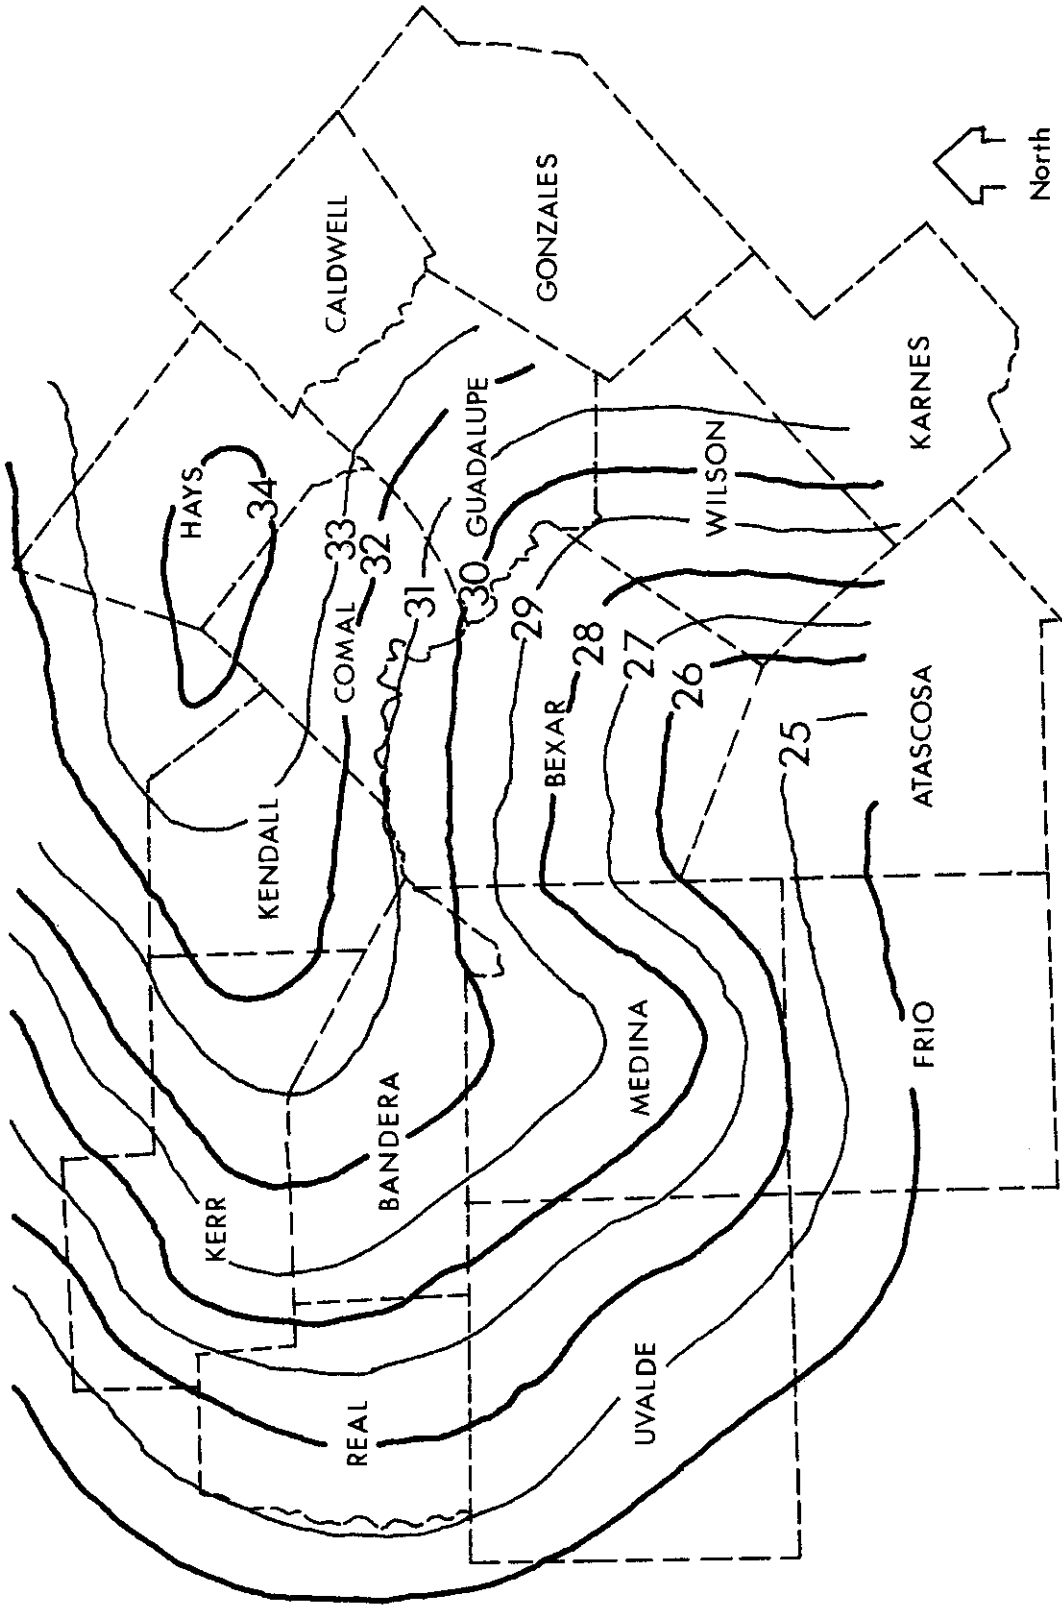 HAYS
34
CALDWELL
33
32
COMAL
31
GUADALUPE
30
GONZALES
KENDALL
29
28
BEXAR
27
26
WILSON
KARNES
25
ATASCOSA
KERR
BANDERA
MEDINA
FRIO
REAL
UVALDE
North